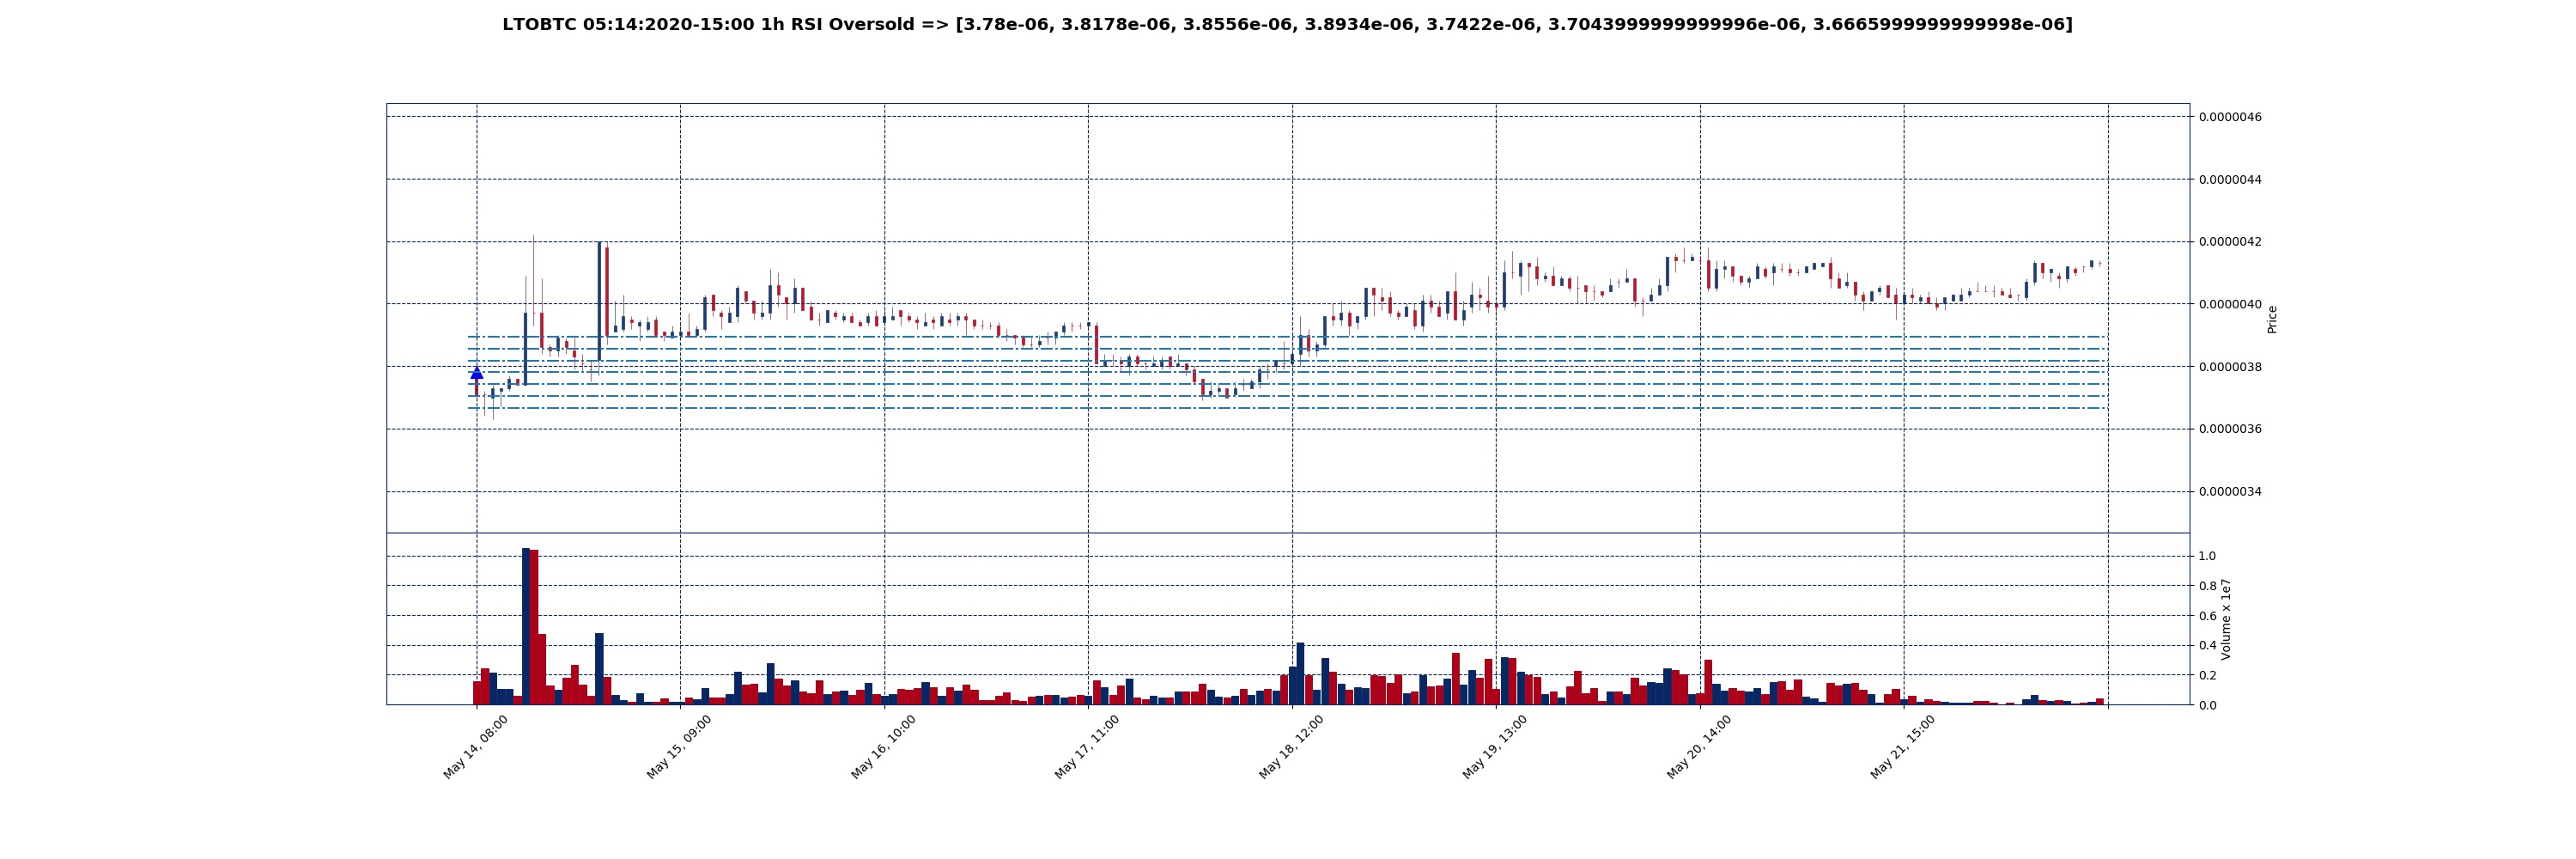 LTOBTC 05:14:2020-15:00 1h RSI Oversold => [3.78e-06, 3.8178e-06, 3.8556e-06, 3.8934e-06, 3.7422e-06, 3.7043999999999996e-06, 3.6665999999999998e-06]
0.0000046
0.0000044
0.0000042
0.0000040
0.0000038
0.0000036
0.0000034
Price
1.0
0.8
0.6
0.4
0.2
0.0
Volume x 1e7
May 14, 08:00
May 15, 09:00
May 16, 10:00
May 17, 11:00
May 18, 12:00
May 19, 13:00
May 20, 14:00
May 21, 15:00